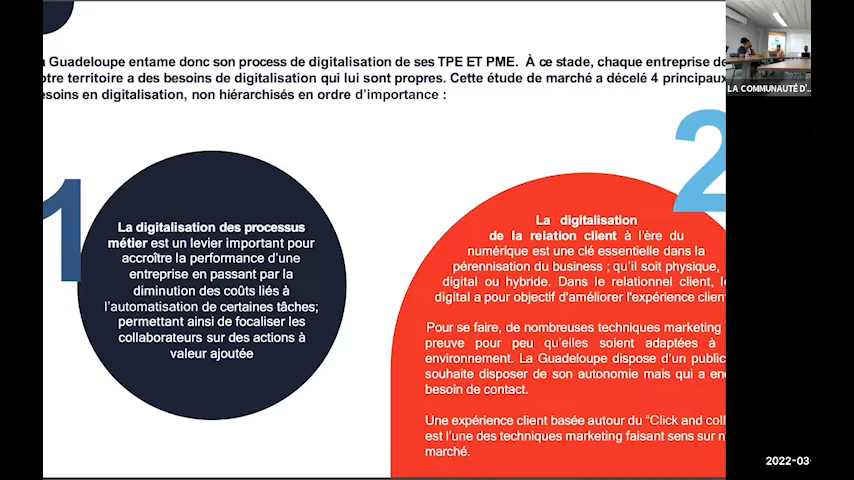 Guadeloupe entame donc son process de digitalisation de ses TPE ET PME. À ce stade, chaque entreprise de
territoire a des besoins de digitalisation qui lui sont propres. Cette étude de marché a décelé 4 principaux
en digitalisation, non hiérarchisés en ordre d'importance :
1
La digitalisation des processus
métier est un levier important pour
accroître la performance d'une
entreprise en passant par la
diminution des coûts liés à
l'automatisation de certaines tâches;
permettant ainsi de focaliser les
collaborateurs sur des actions à
valeur ajoutée
2
La digitalisation
de la relation client à l'ère du
numérique est une clé essentielle dans la
pérennisation du business ; qu'il soit physique,
digital ou hybride. Dans le relationnel client, l
digital a pour objectif d'améliorer l'expérience clien
Pour se faire, de nombreuses techniques marketing
preuve pour peu qu'elles soient adaptées à
environnement. La Guadeloupe dispose d'un public
souhaite disposer de son autonomie mais qui a en
besoin de contact.
Une expérience client basée autour du “Click and coll
est l'une des techniques marketing faisant sens sur n
marché.
LA COMMUNAUTÉ D'...
2022-03-